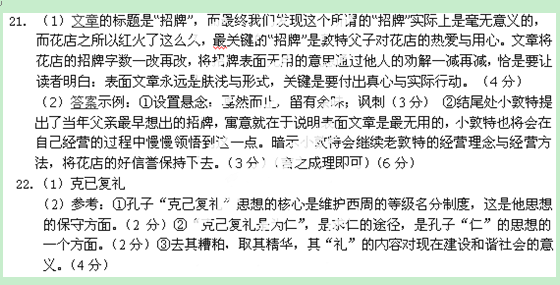 21. (1) 文章的标题是“招牌”，而最终我们发现这个所谓的“招牌”实际上是毫无意义的，
而花店之所以红火了这么久，最关键的“招牌”是敦特父子对花店的热爱与用心。文章将
花店的招牌字数一改再改，将招牌表面无用的意思通过他人的劝解一减再减，恰是要让
读者明白：表面文章永远是肤浅与形式，关键是要付出真心与实际行动。（4分）
(2) 答案示例：①设置悬念：戛然而止，留有余味；讽刺（3分） ②结尾处小敦特提
出了当年父亲最早想出的招牌，寓意就在于说明表面文章是最无用的，小敦特也将会在
自己经营的过程中慢慢领悟到这一点。暗示小敦特会继续老敦特的经营理念与经营方
法，将花店的好信誉保持下去。（3分）（言之成理即可）(6分）
22. (1) 克已复礼
(2) 参考：①孔子“克己复礼”思想的核心是维护西周的等级名分制度，这是他思想
的保守方面。（2分）②“克己复礼是为仁”，是求仁的途径，是孔子“仁”的思想的
一个方面。（2分）③去其糟粕，取其精华，其“礼”的内容对现在建设和谐社会的意
义。（4分）